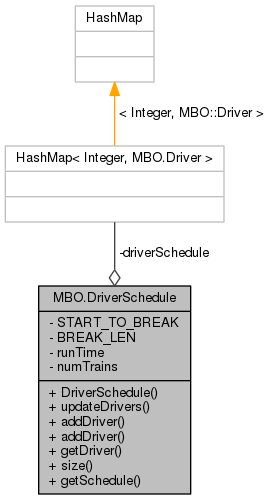 HashMap
< Integer, MBO::Driver >
HashMap< Integer, MBO.Driver >
-driverSchedule
MBO.DriverSchedule
- START_TO_BREAK
- BREAK_LEN
- runTime
- numTrains
+ DriverSchedule()
+ updateDrivers()
+ addDriver()
+ addDriver()
+ getDriver()
+ size()
+ getSchedule()